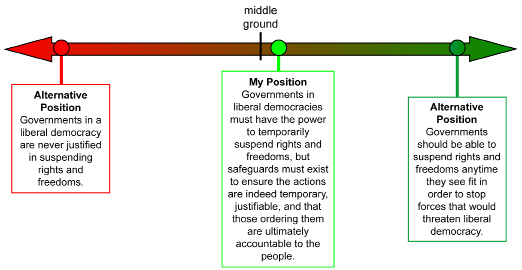 middle
ground
Alternative
Position
Governments in a
liberal democracy
are never justified
in suspending
rights and
freedoms.
My Position
Governments in
liberal democracies
must have the power
to temporarily
suspend rights and
freedoms, but
safeguards must exist
to ensure the actions
are indeed temporary,
justifiable, and that
those ordering them
are ultimately
accountable to the
people.
Alternative
Position
Governments
should be able to
suspend rights and
freedoms anytime
they see fit in
order to stop
forces that would
threaten liberal
democracy.